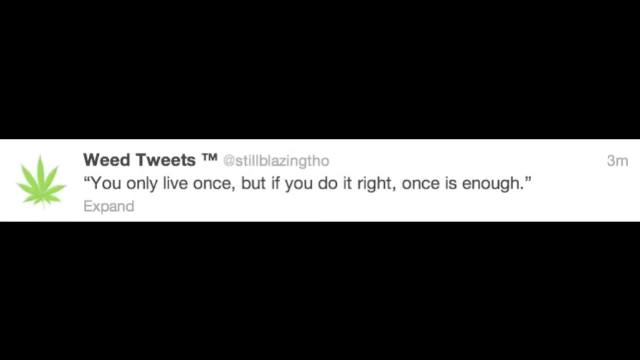 Weed Tweets ™ @stillblazingtho 3m
“You only live once, but if you do it right, once is enough.”
Expand